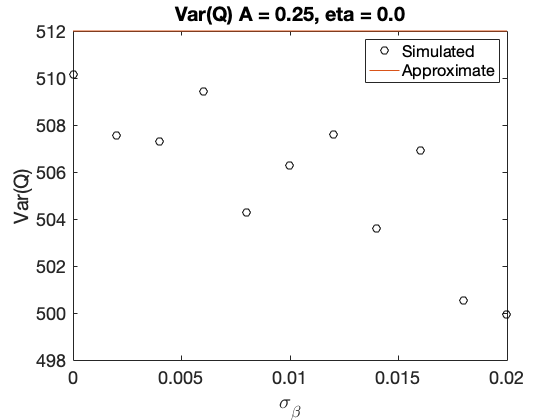 Var(Q) A = 0.25, eta = 0.0
512
510
508
506
504
502
500
498
Var(Q)
Simulated
Approximate
0
0.005
0.01
0.015
0.02
σβ